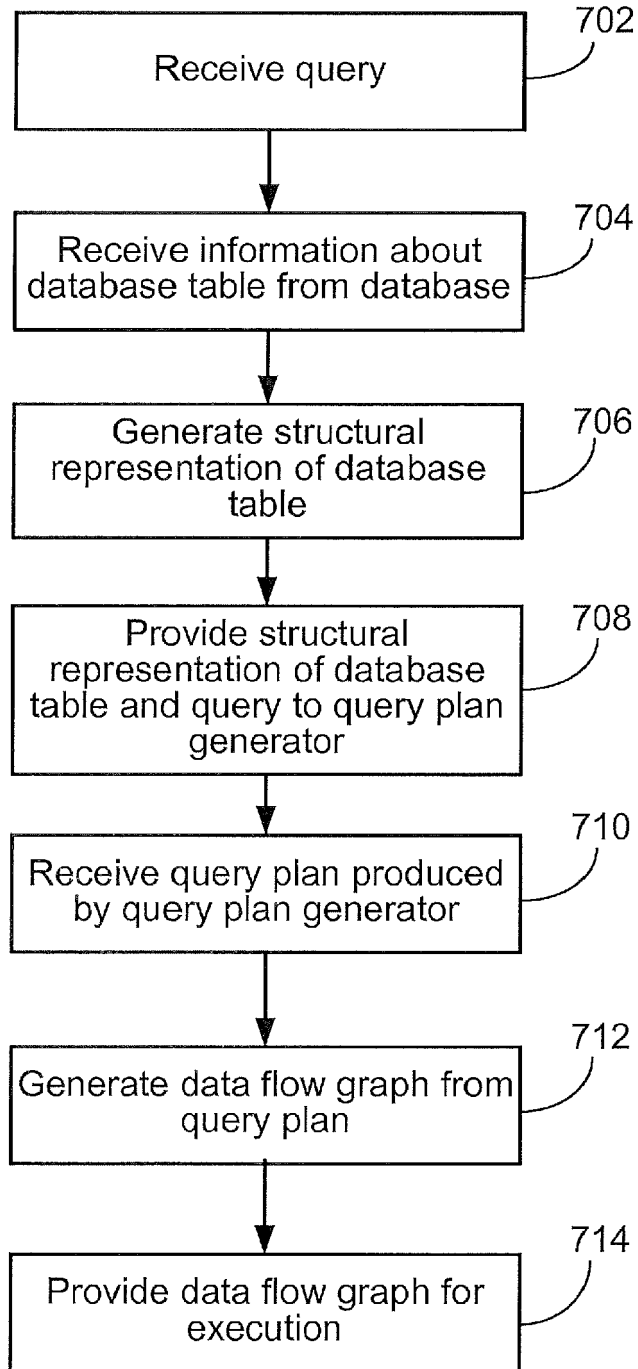 702
Receive query
704
Receive information about
database table from database
706
Generate structural
representation of database
table
708
Provide structural
representation of database
table and query to query plan
generator
710
Receive query plan produced
by query plan generator
712
Generate data flow graph from
query plan
714
Provide data flow graph for
execution